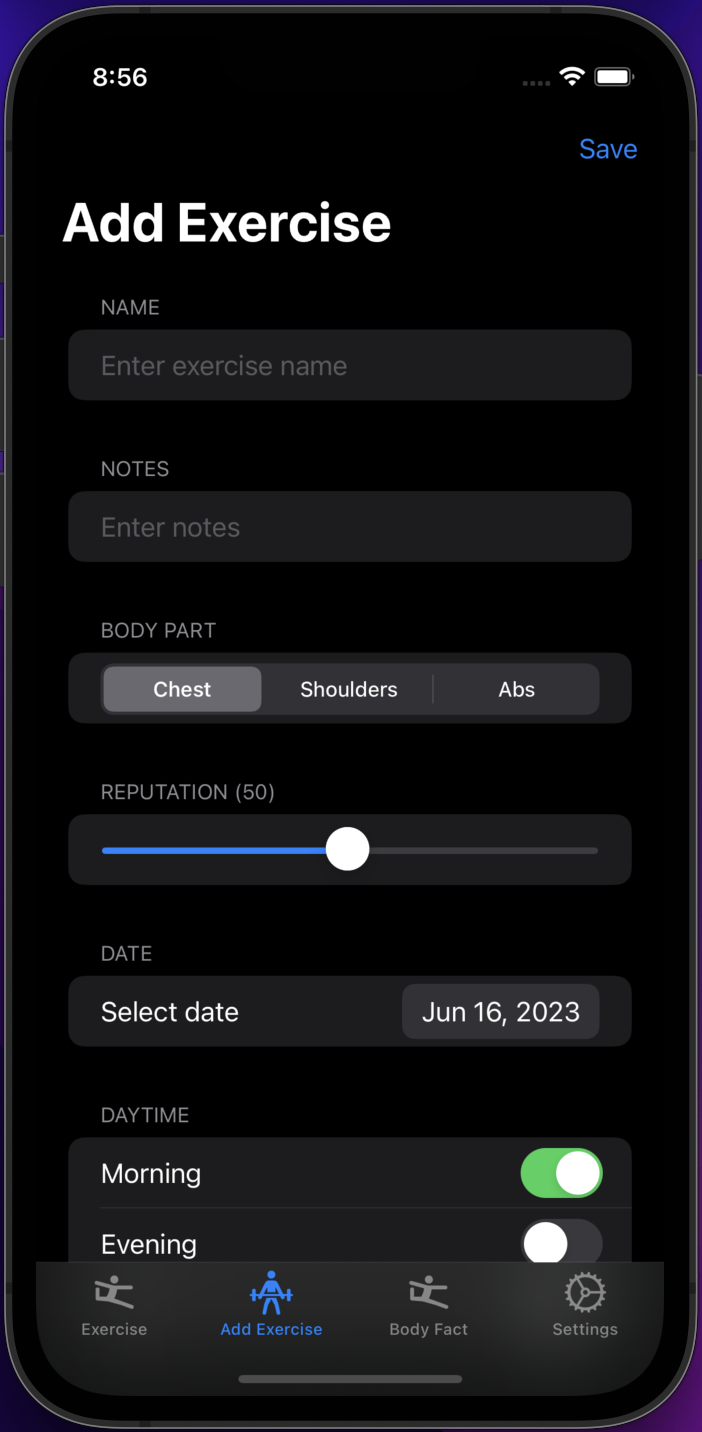 8:56
Save
Add Exercise
NAME
Enter exercise name
NOTES
Enter notes
BODY PART
Chest Shoulders Abs
REPUTATION (50)
DATE
Select date Jun 16, 2023
DAYTIME
Morning
Evening
Exercise Add Exercise Body Fact Settings